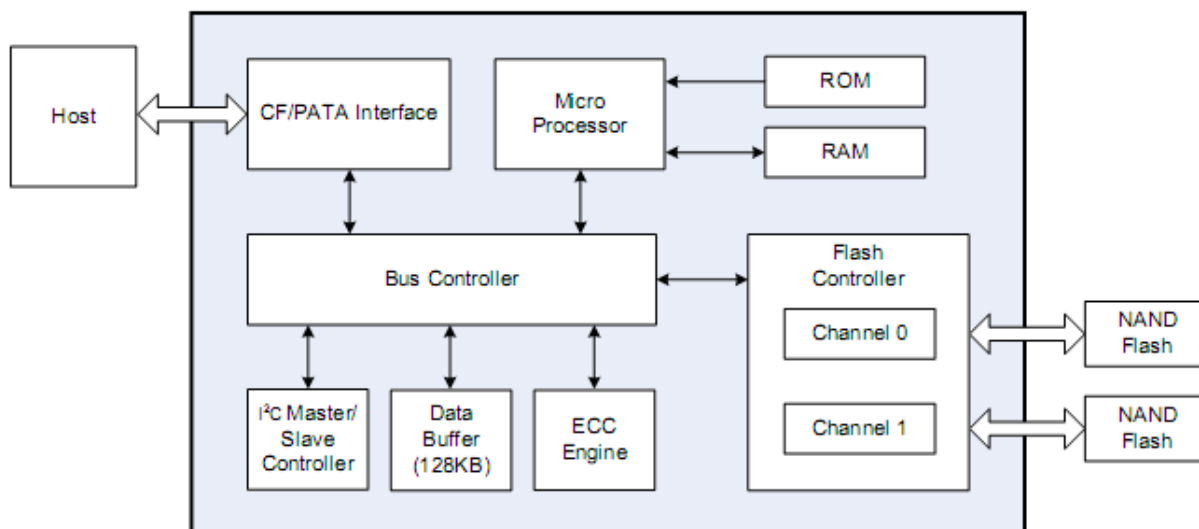 Host
CF/PATA Interface
Micro
Processor
ROM
RAM
Bus Controller
Flash
Controller
Channel 0
Channel 1
NAND
Flash
NAND
Flash
I²C Master/
Slave
Controller
Data
Buffer
(128KB)
ECC
Engine